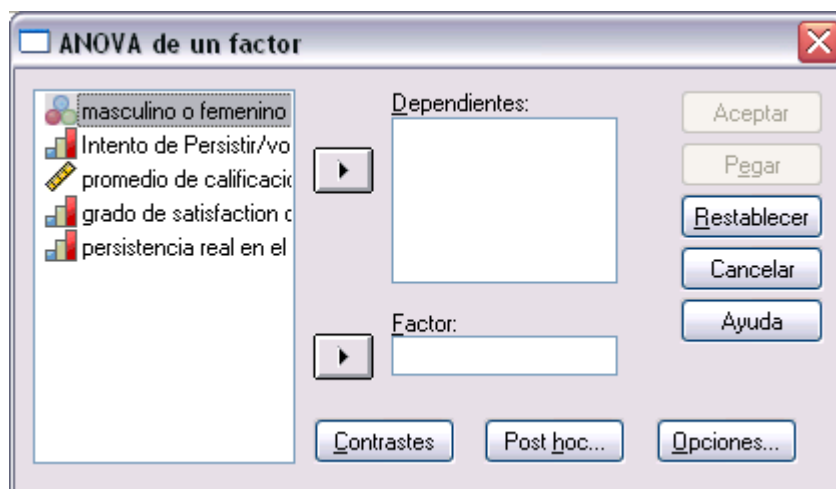 ANOVA de un factor
masculino o femenino
Intento de Persistir/vo
promedio de calificacio
grado de satisfaction d
persistencia real en el
Dependientes:
Factor:
Aceptar
Pegar
Restablecer
Cancelar
Ayuda
Contrastes
Post hoc...
Opciones...